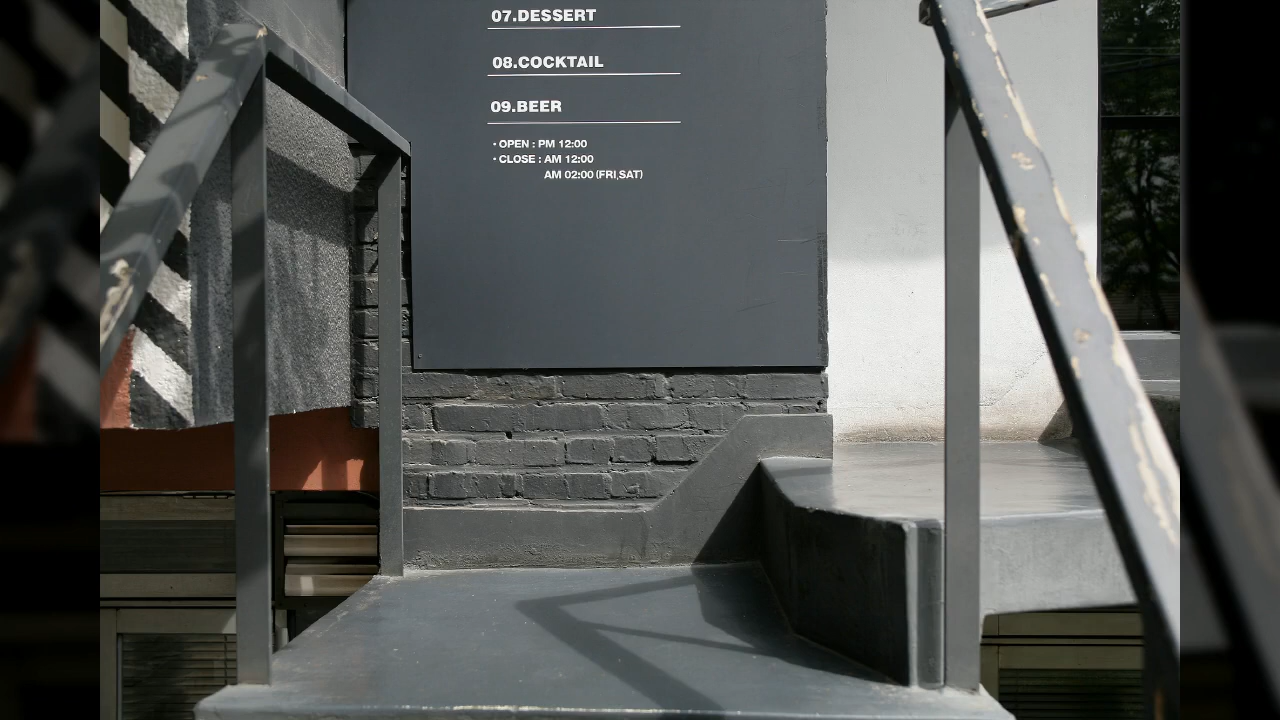 07.DESSERT
08.COCKTAIL
09.BEER
• OPEN : PM 12:00
• CLOSE : AM 12:00
AM 02:00 (FRI,SAT)